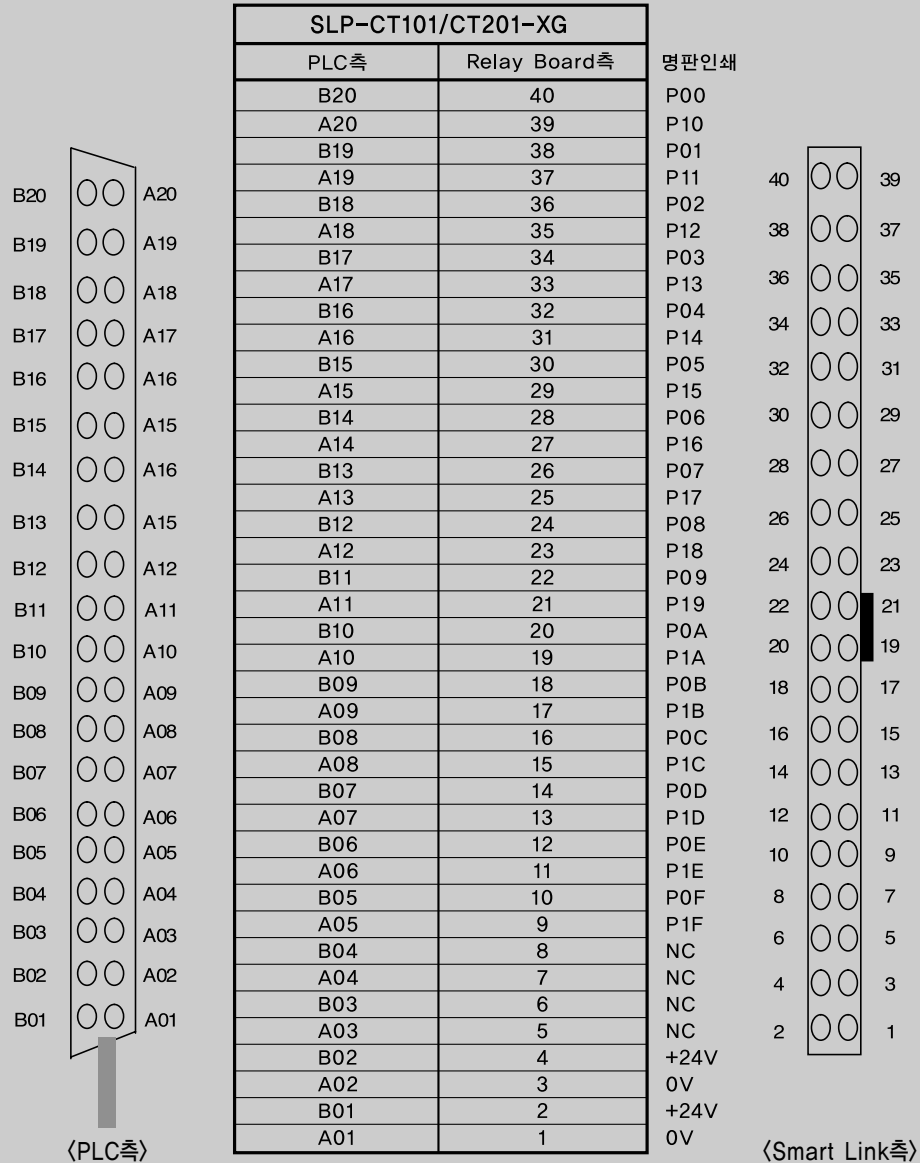 SLP-CT101/CT201-XG
PLC측 Relay Board측 명판인쇄
B20 40 P00
A20 39 P10
B19 38 P01
A19 37 P11
B18 36 P02
A18 35 P12
B17 34 P03
A17 33 P13
B16 32 P04
A16 31 P14
B15 30 P05
A15 29 P15
B14 28 P06
A14 27 P16
B13 26 P07
A13 25 P17
B12 24 P08
A12 23 P18
B11 22 P09
A11 21 P19
B10 20 P0A
A10 19 P1A
B09 18 P0B
A09 17 P1B
B08 16 P0C
A08 15 P1C
B07 14 P0D
A07 13 P1D
B06 12 P0E
A06 11 P1E
B05 10 P0F
A05 9 P1F
B04 8 NC
A04 7 NC
B03 6 NC
A03 5 NC
B02 4 +24V
A02 3 0V
B01 2 +24V
A01 1 0V
B20 A20
B19 A19
B18 A18
B17 A17
B16 A16
B15 A15
B14 A16
B13 A15
B12 A12
B11 A11
B10 A10
B09 A09
B08 A08
B07 A07
B06 A06
B05 A05
B04 A04
B03 A03
B02 A02
B01 A01
〈PLC측〉
40 39
38 37
36 35
34 33
32 31
30 29
28 27
26 25
24 23
22 21
20 19
18 17
16 15
14 13
12 11
10 9
8 7
6 5
4 3
2 1
〈Smart Link측〉